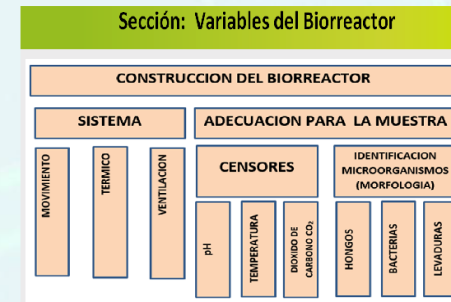 Sección: Variables del Biorreactor
CONSTRUCCION DEL BIORREACTOR
SISTEMA
ADECUACION PARA LA MUESTRA
MOVIMIENTO
TERMICO
VENTILACION
CENSORES
IDENTIFICACION
MICROORGANISMOS
(MORFOLOGIA)
pH
TEMPERATURA
DIOXIDO DE
CARBONO CO₂
HONGOS
BACTERIAS
LEVADURAS